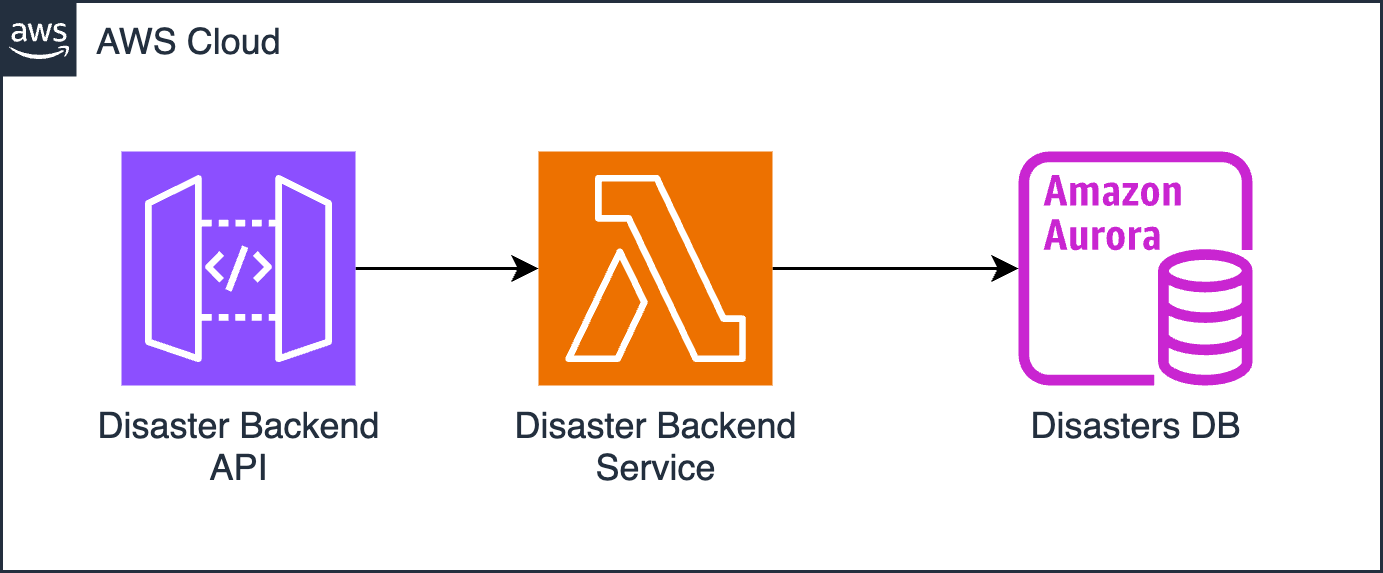 aws
AWS Cloud
Amazon
Aurora
</>
Disaster Backend
API
Disaster Backend
Service
Disasters DB